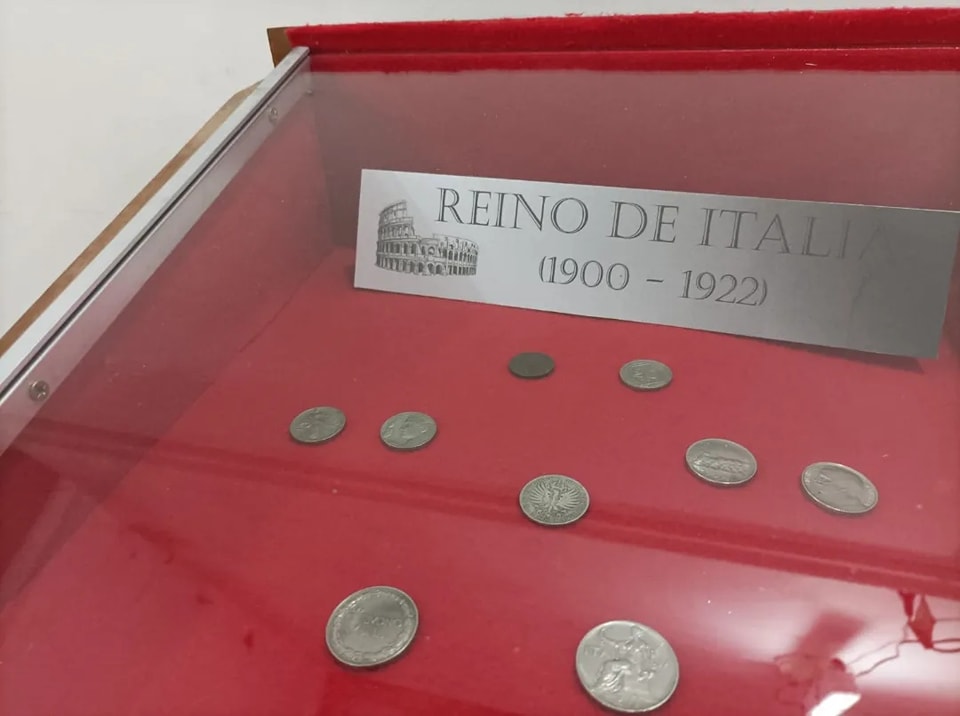 REINO DE ITALIA
(1900 – 1922)